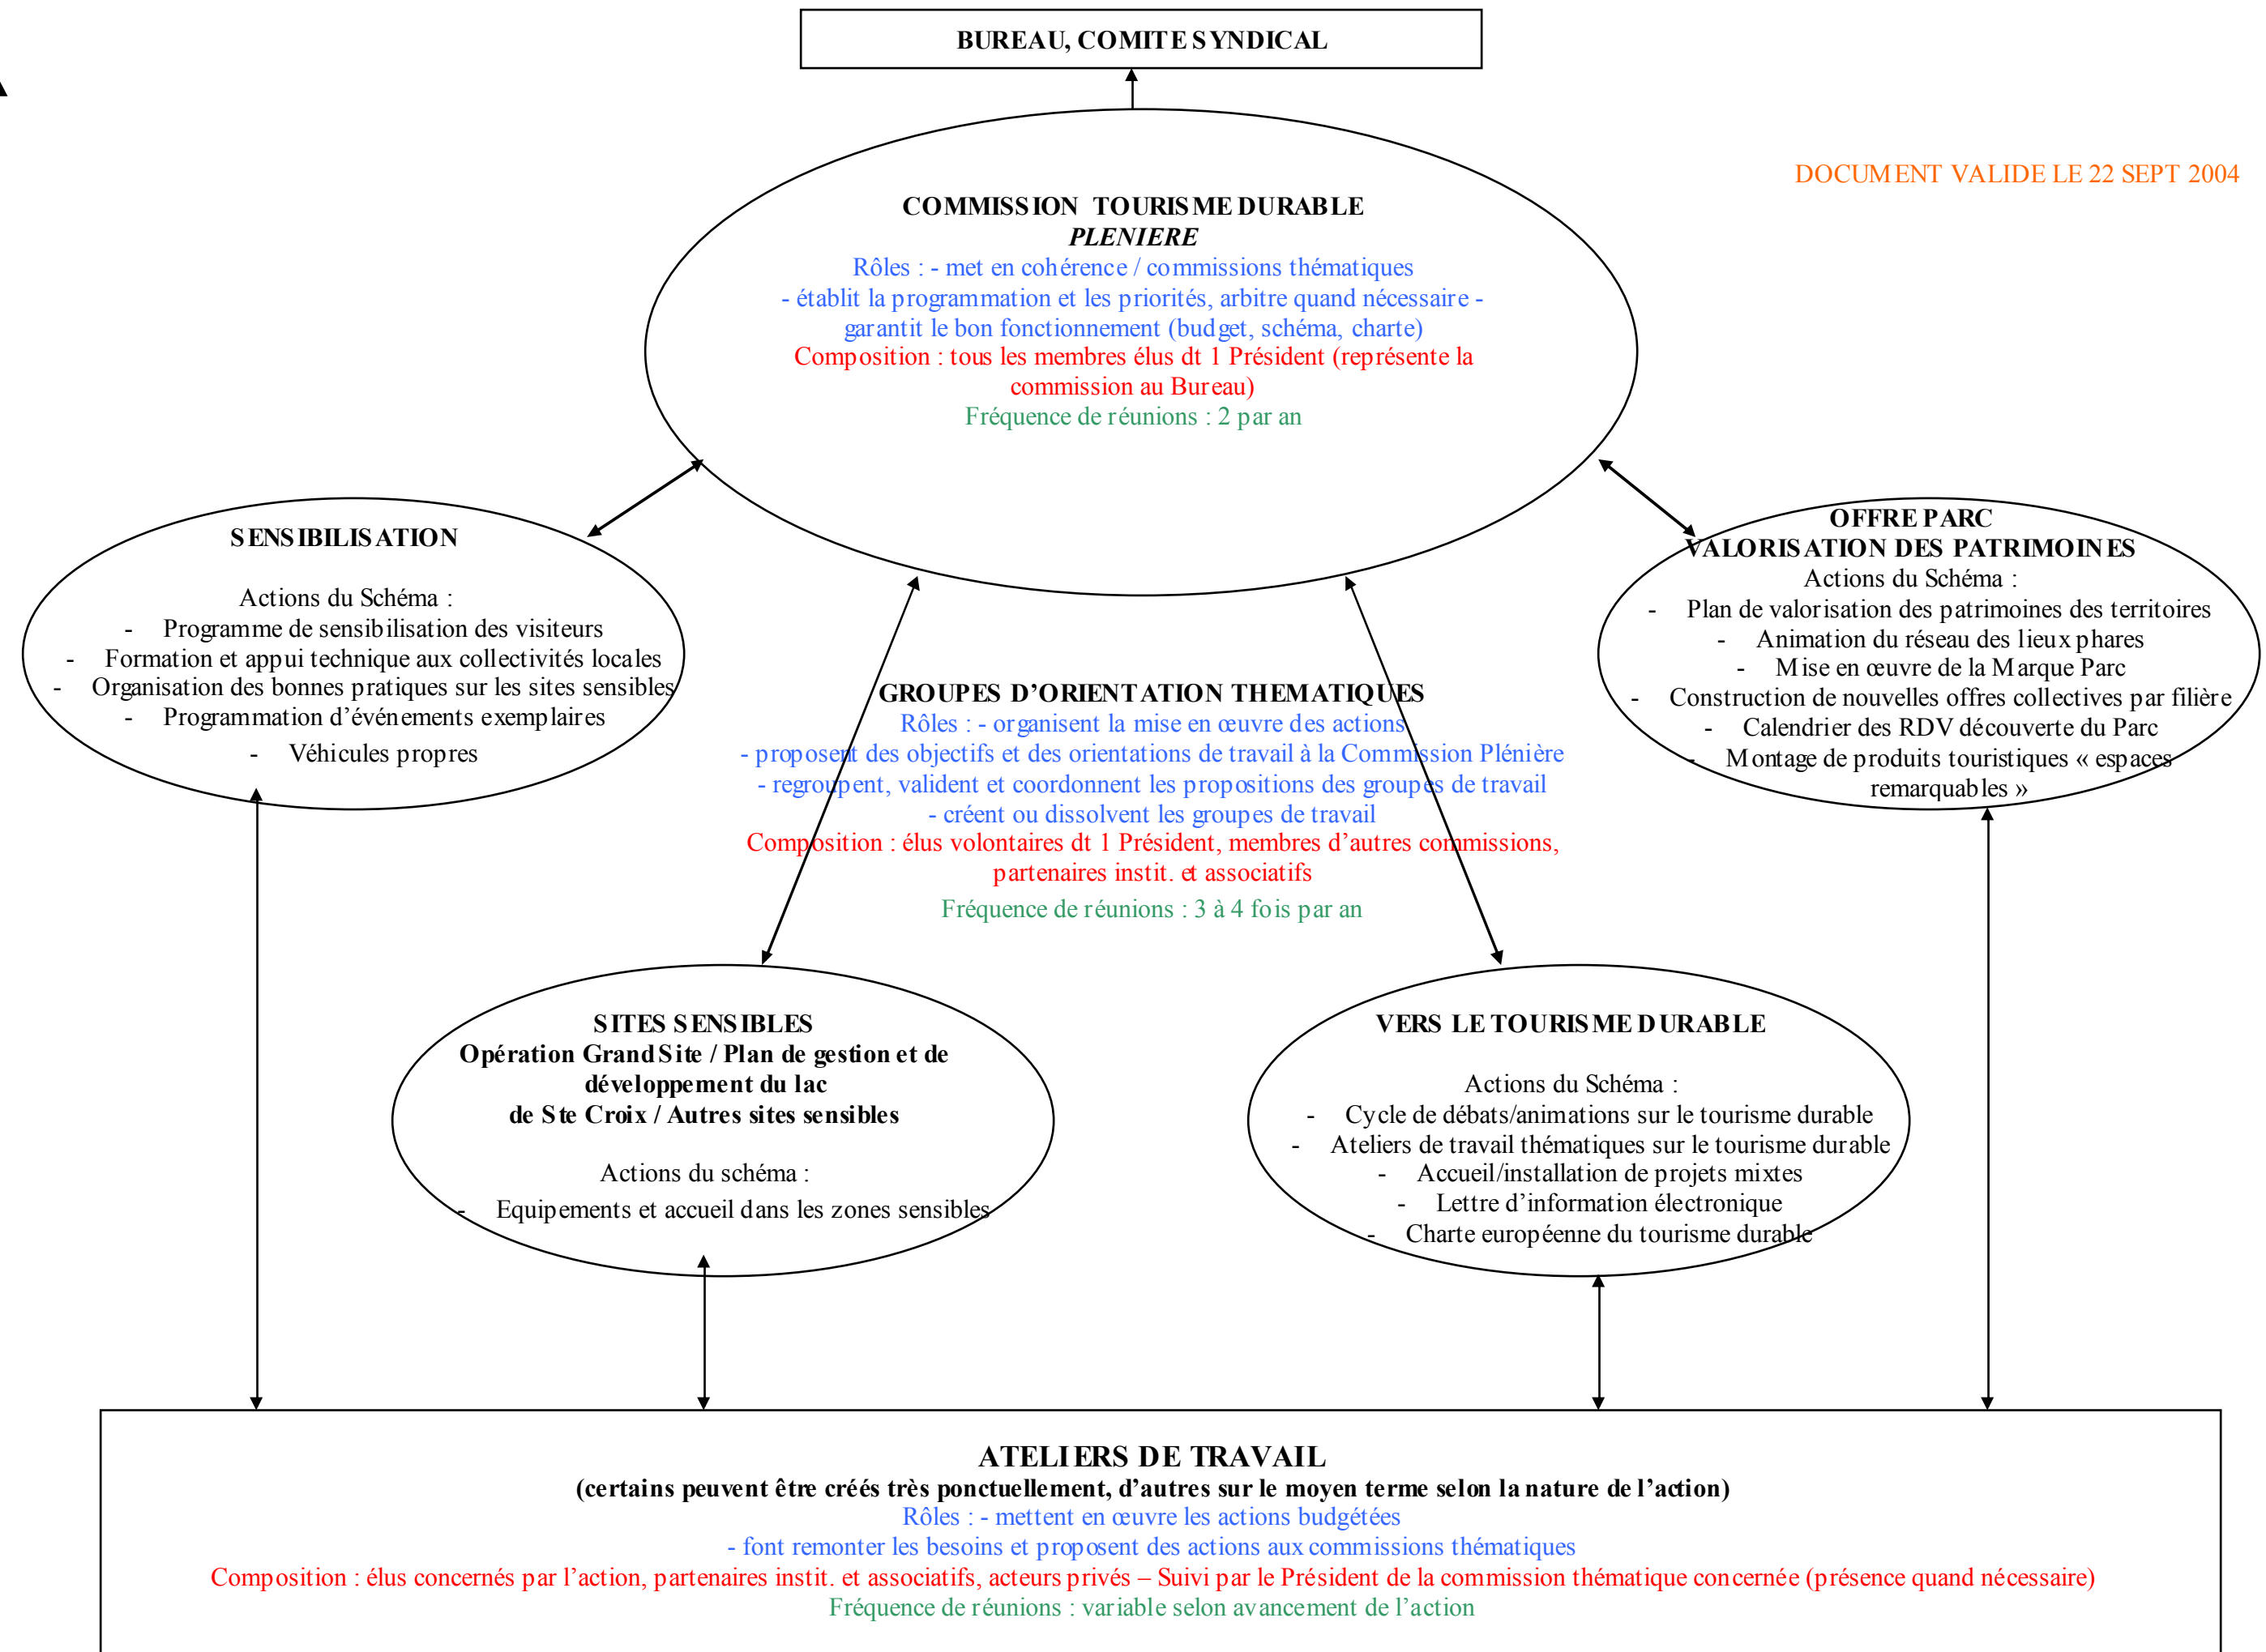 BUREAU, COMITE SYNDICAL
DOCUMENT VALIDE LE 22 SEPT 2004
COMMISSION TOURISME DURABLE
PLENIERE
Rôles : - met en cohérence / commissions thématiques
- établit la programmation et les priorités, arbitre quand nécessaire -
garantit le bon fonctionnement (budget, schéma, charte)
Composition : tous les membres élus dt 1 Président (représente la
commission au Bureau)
Fréquence de réunions : 2 par an
SENSIBILISATION
Actions du Schéma :
- Programme de sensibilisation des visiteurs
- Formation et appui technique aux collectivités locales
- Organisation des bonnes pratiques sur les sites sensibles
- Programmation d'événements exemplaires
- Véhicules propres
OFFRE PARC
VALORISATION DES PATRIMOINES
Actions du Schéma :
- Plan de valorisation des patrimoines des territoires
- Animation du réseau des lieux phares
- Mise en œuvre de la Marque Parc
- Construction de nouvelles offres collectives par filière
- Calendrier des RDV découverte du Parc
- Montage de produits touristiques « espaces
remarquables »
GROUPES D'ORIENTATION THEMATIQUES
Rôles : - organisent la mise en œuvre des actions
- proposent des objectifs et des orientations de travail à la Commission Plénière
- regroupent, valident et coordonnent les propositions des groupes de travail
- créent ou dissolvent les groupes de travail
Composition : élus volontaires dt 1 Président, membres d'autres commissions,
partenaires instit. et associatifs
Fréquence de réunions : 3 à 4 fois par an
SITES SENSIBLES
Opération Grand Site / Plan de gestion et de
développement du lac
de Ste Croix / Autres sites sensibles
Actions du schéma :
- Equipements et accueil dans les zones sensibles
VERS LE TOURISME DURABLE
Actions du Schéma :
- Cycle de débats/animations sur le tourisme durable
- Ateliers de travail thématiques sur le tourisme durable
- Accueil/installation de projets mixtes
- Lettre d'information électronique
- Charte européenne du tourisme durable
ATELIERS DE TRAVAIL
(certains peuvent être créés très ponctuellement, d'autres sur le moyen terme selon la nature de l'action)
Rôles : - mettent en œuvre les actions budgétées
- font remonter les besoins et proposent des actions aux commissions thématiques
Composition : élus concernés par l'action, partenaires instit. et associatifs, acteurs privés – Suivi par le Président de la commission thématique concernée (présence quand nécessaire)
Fréquence de réunions : variable selon avancement de l'action